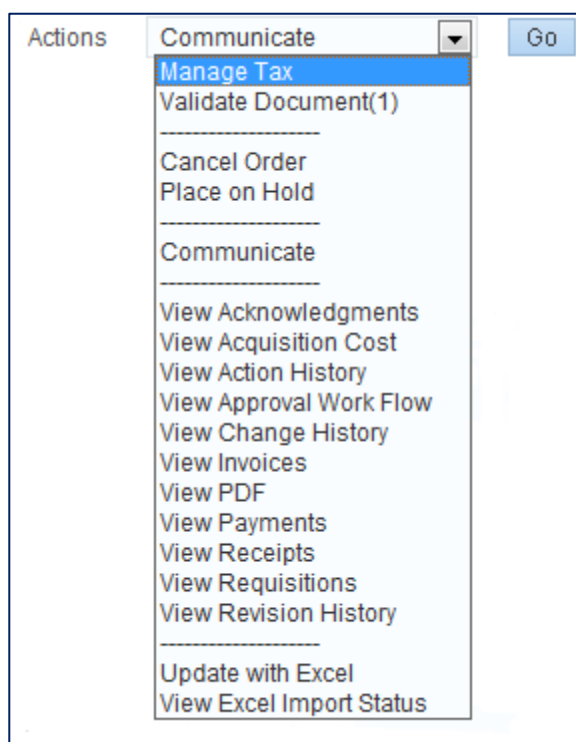 Actions Communicate Go
Manage Tax
Validate Document(1)
--------------------
Cancel Order
Place on Hold
--------------------
Communicate
--------------------
View Acknowledgments
View Acquisition Cost
View Action History
View Approval Work Flow
View Change History
View Invoices
View PDF
View Payments
View Receipts
View Requisitions
View Revision History
--------------------
Update with Excel
View Excel Import Status